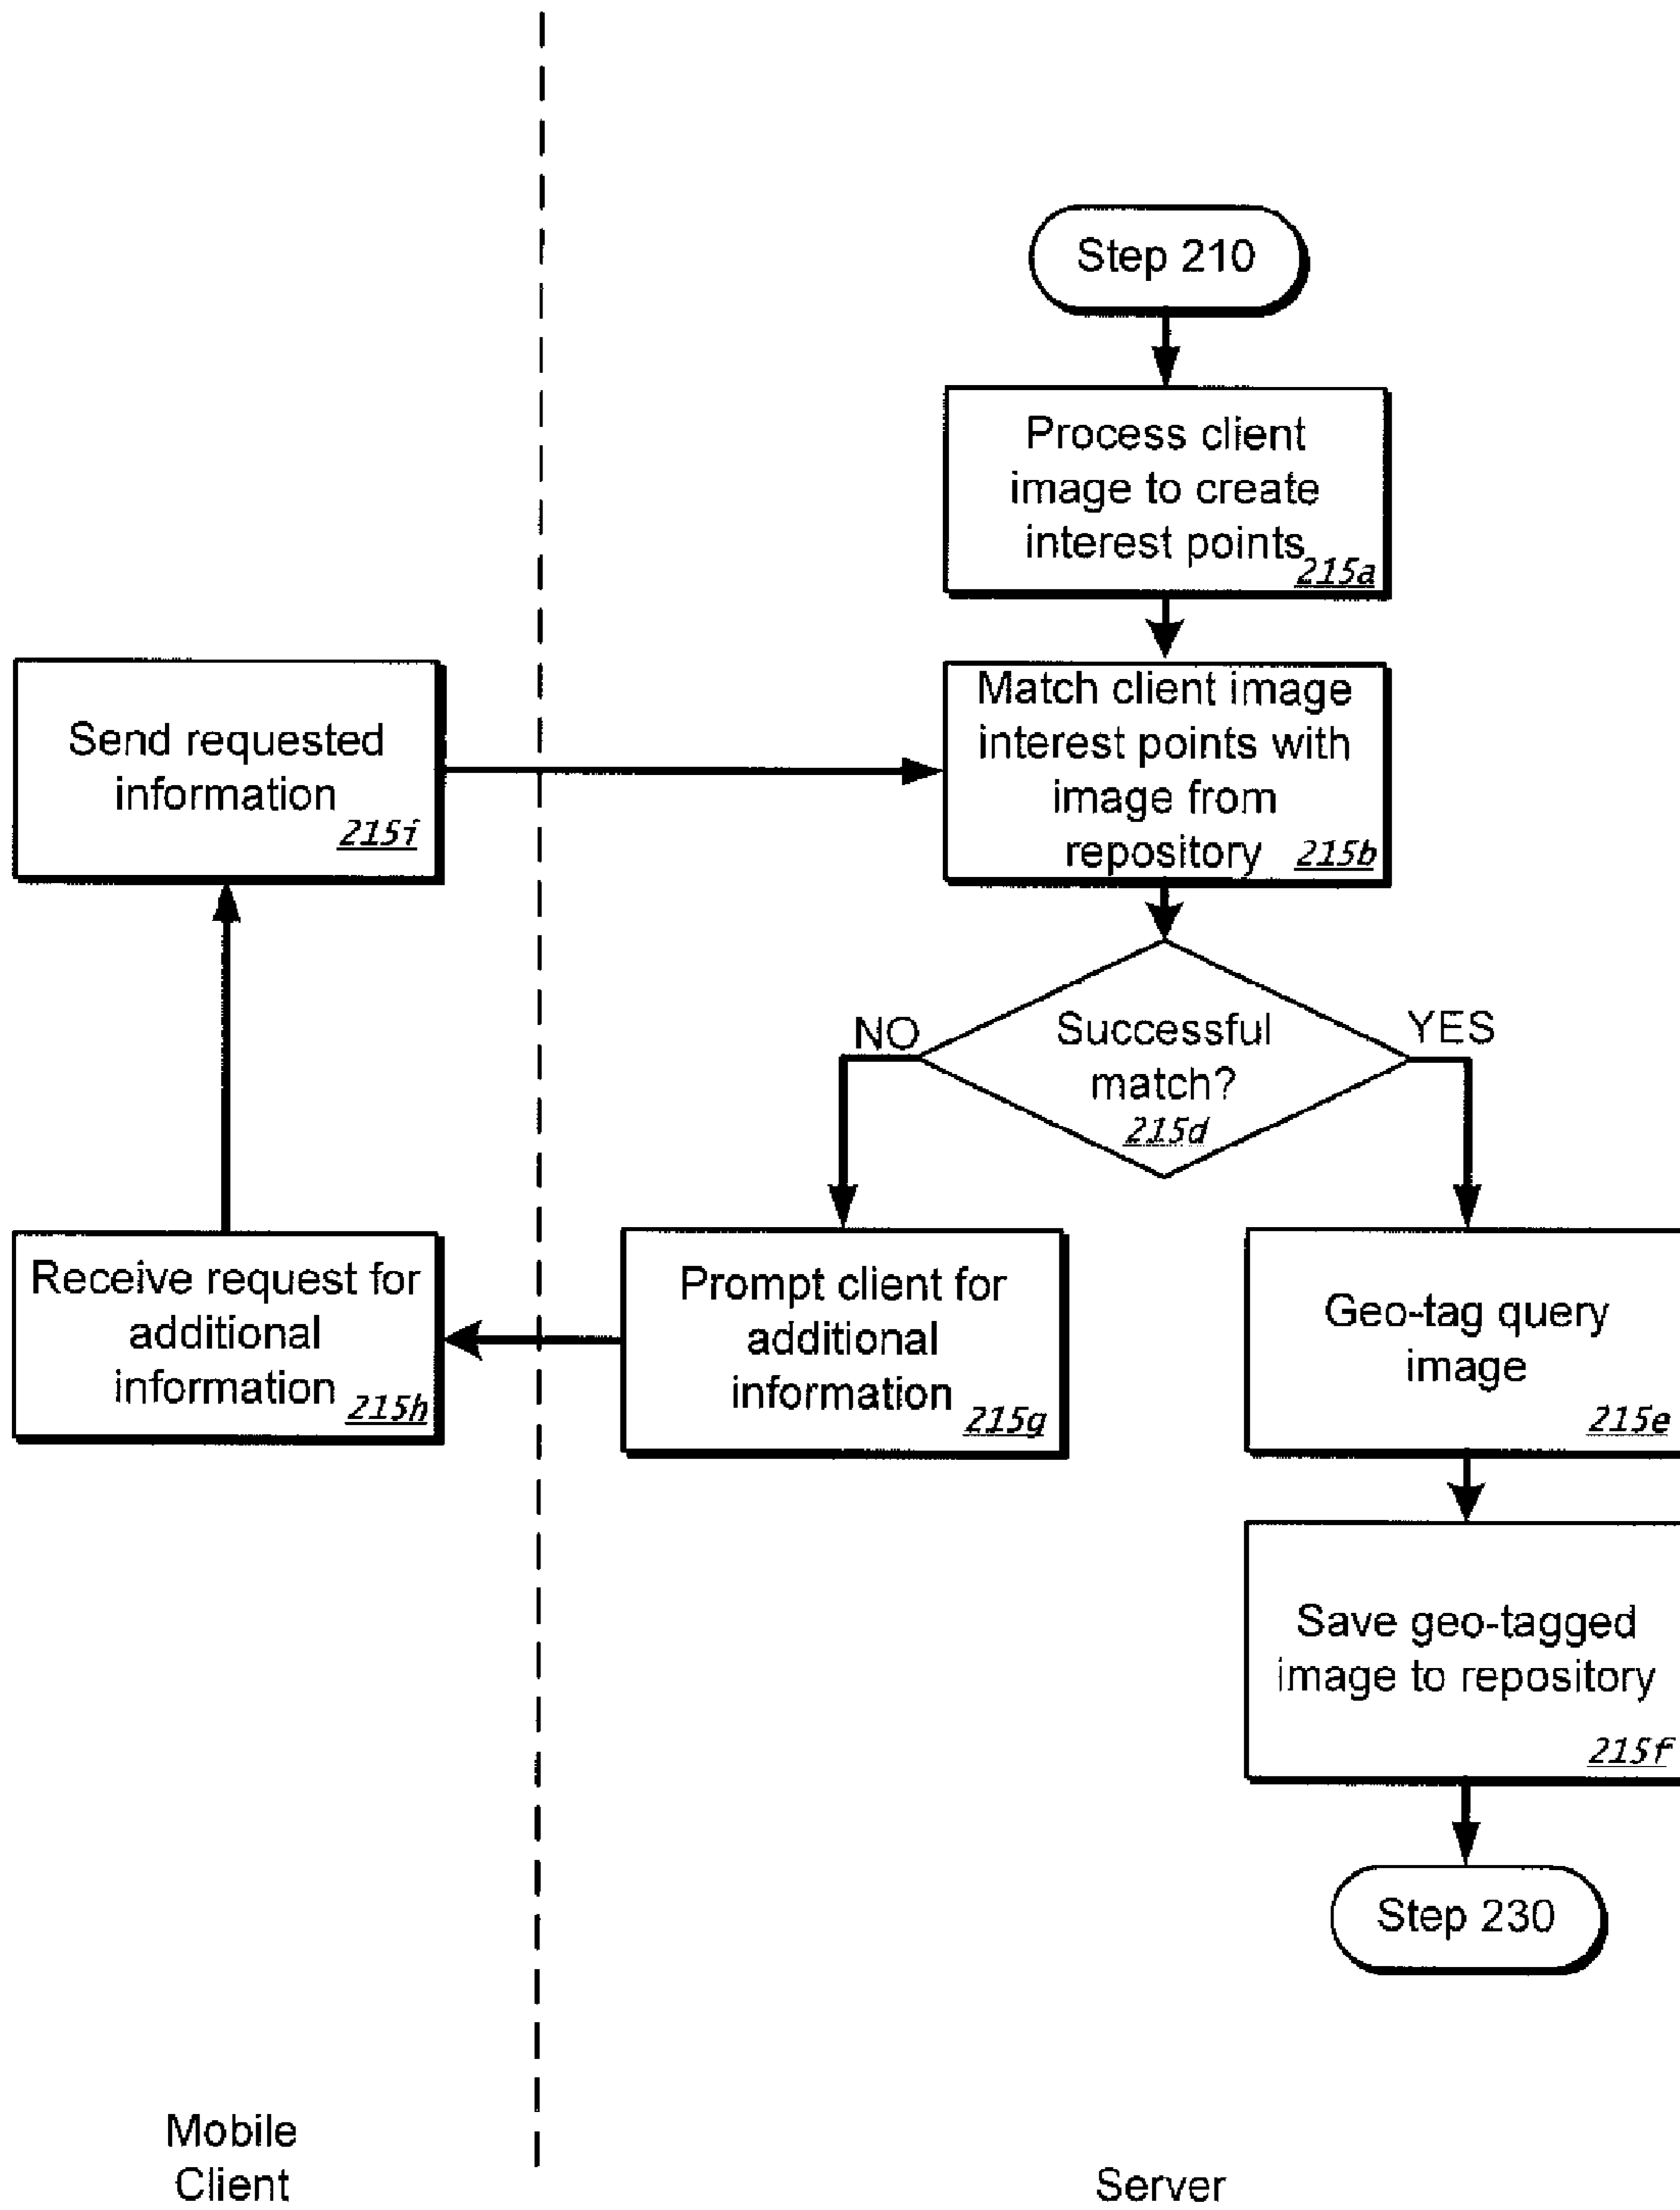 Step 210
Process client
image to create
interest points
215a
Send requested
information
215i
Match client image
interest points with
image from
repository
215b
NO
Successful
match?
215d
YES
Receive request for
additional
information
215h
Prompt client for
additional
information
215g
Geo-tag query
image
215e
Save geo-tagged
image to repository
215f
Step 230
Mobile
Client
Server